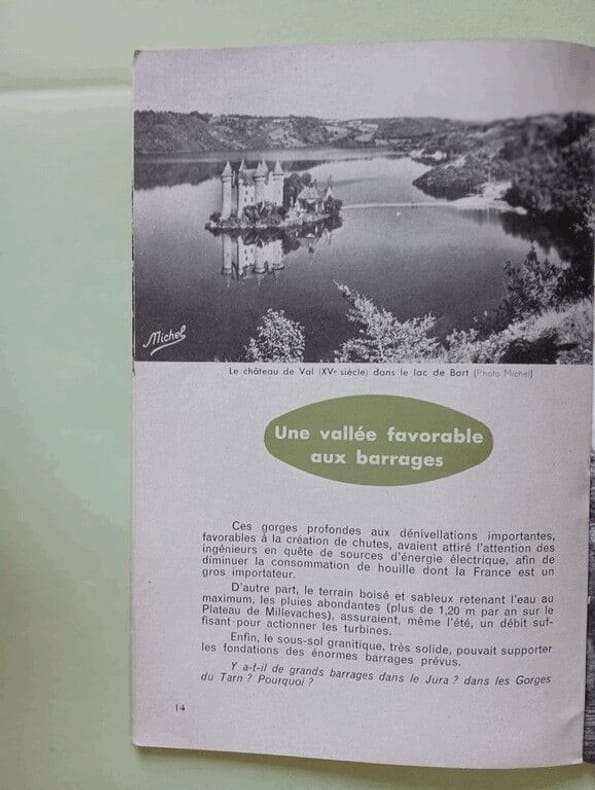 Michel
Le château de Val (XVe siècle) dans le lac de Bort (Photo Michel)
Une vallée favorable
aux barrages
Ces gorges profondes aux dénivellations importantes,
favorables à la création de chutes, avaient attiré l'attention des
ingénieurs en quête de sources d'énergie électrique, afin de
diminuer la consommation de houille dont la France est un
gros importateur.
D'autre part, le terrain boisé et sableux retenant l'eau au
maximum, les pluies abondantes (plus de 1,20 m par an sur le
Plateau de Millevaches), assuraient, même l'été, un débit suf-
fisant pour actionner les turbines.
Enfin, le sous-sol granitique, très solide, pouvait supporter
les fondations des énormes barrages prévus.
Y a-t-il de grands barrages dans le Jura ? dans les Gorges
du Tarn ? Pourquoi ?
14